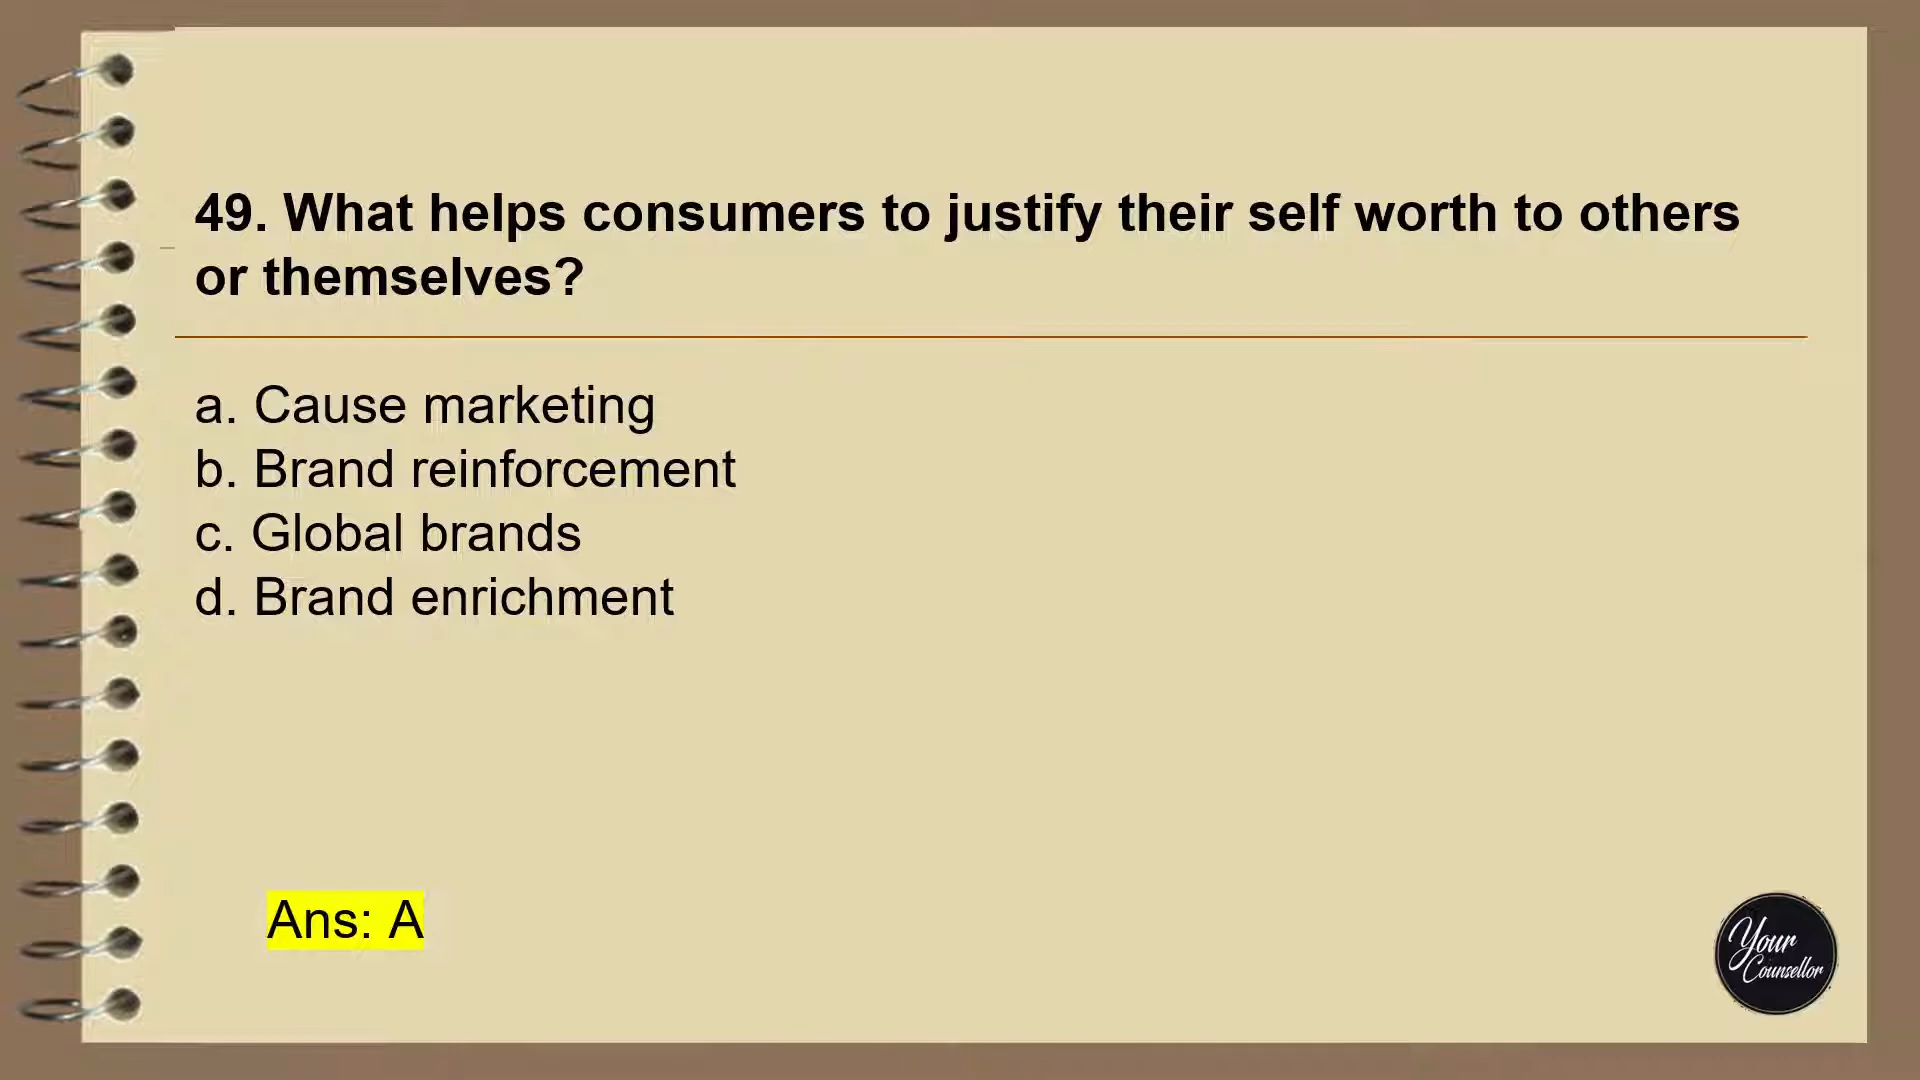 49. What helps consumers to justify their self worth to others
or themselves?
a. Cause marketing
b. Brand reinforcement
c. Global brands
d. Brand enrichment
Ans: A
Your
Counsellor